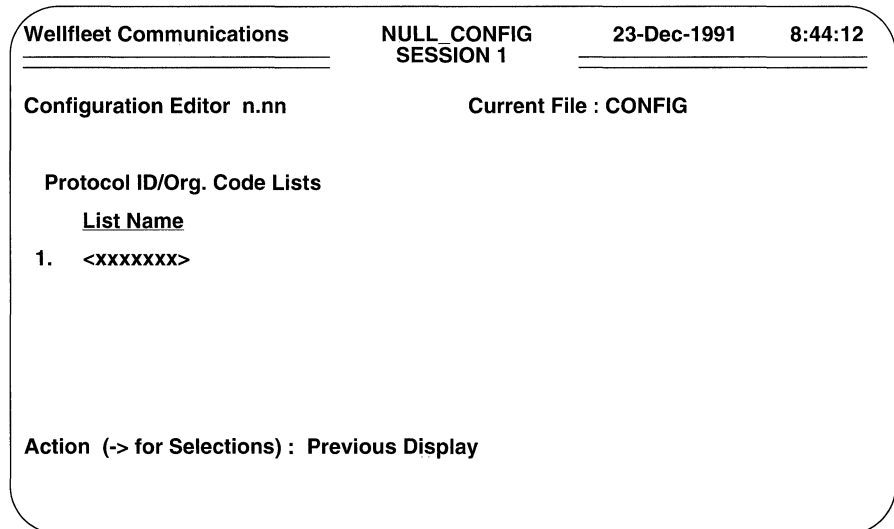 Wellfleet Communications NULL_CONFIG 23-Dec-1991 8:44:12
SESSION 1
Configuration Editor n.nn Current File : CONFIG
Protocol ID/Org. Code Lists
List Name
1. <xxxxxxx>
Action (-> for Selections) : Previous Display